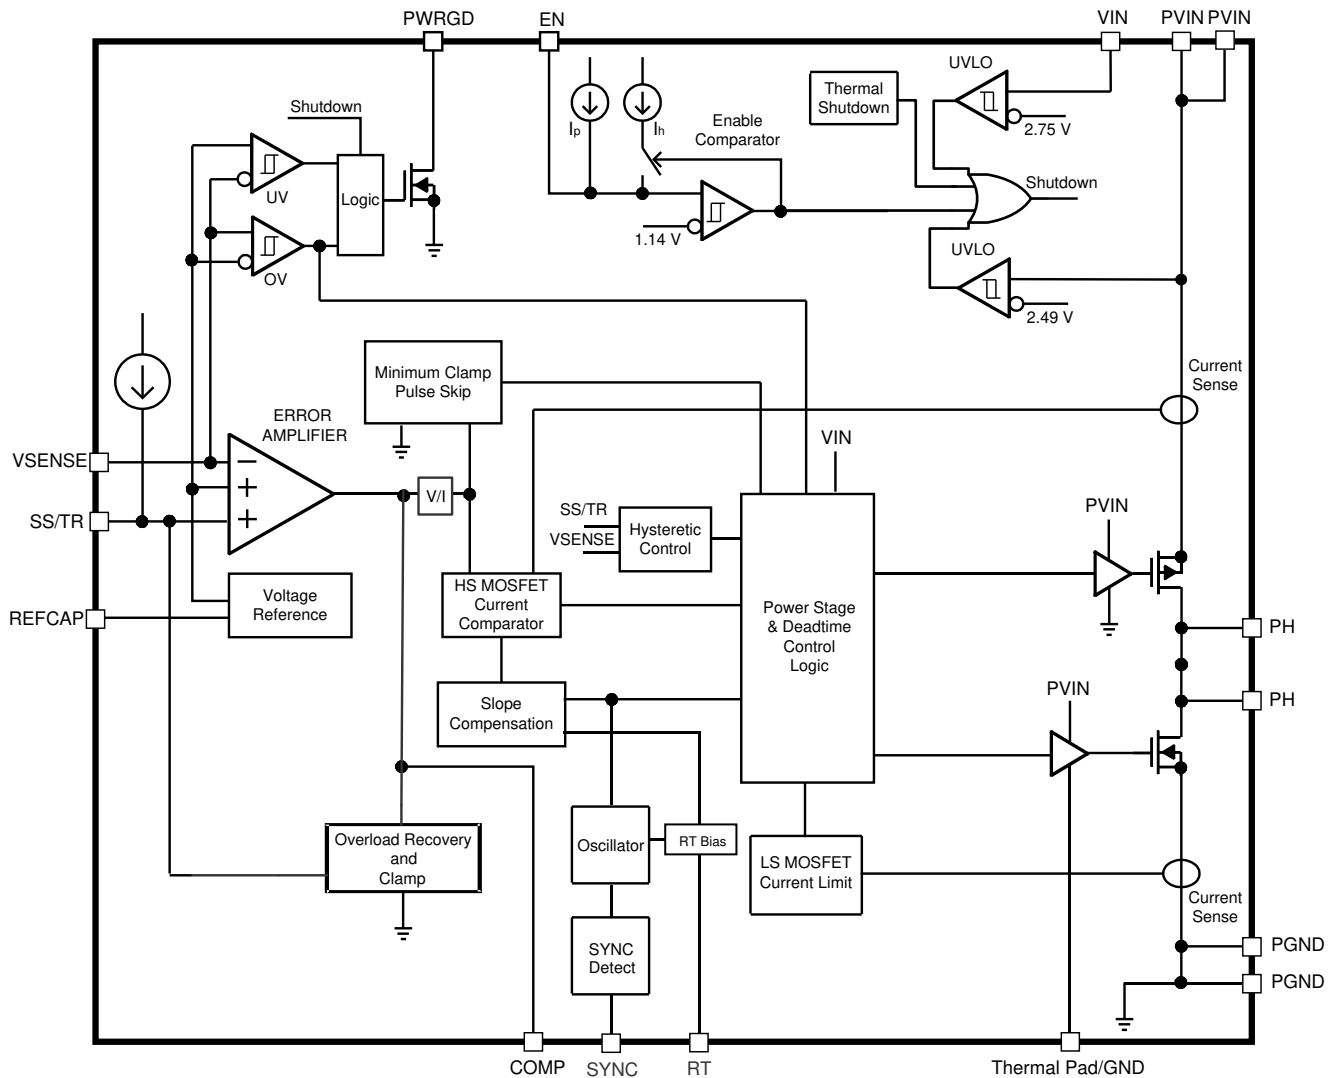 PWRGD
EN
VIN
PVIN
PVIN
UVLO
Thermal
Shutdown
2.75 V
Shutdown
Ip
Ih
Enable
Comparator
UV
Logic
Shutdown
1.14 V
OV
UVLO
2.49 V
Current
Sense
Minimum Clamp
Pulse Skip
ERROR
AMPLIFIER
VIN
VSENSE
−
+
+
V/I
SS/TR
SS/TR
VSENSE
Hysteretic
Control
PVIN
REFCAP
Voltage
Reference
HS MOSFET
Current
Comparator
Power Stage
& Deadtime
Control
Logic
PH
PVIN
PH
Slope
Compensation
Overload Recovery
and
Clamp
Oscillator
RT Bias
LS MOSFET
Current Limit
Current
Sense
SYNC
Detect
PGND
PGND
COMP
SYNC
RT
Thermal Pad/GND